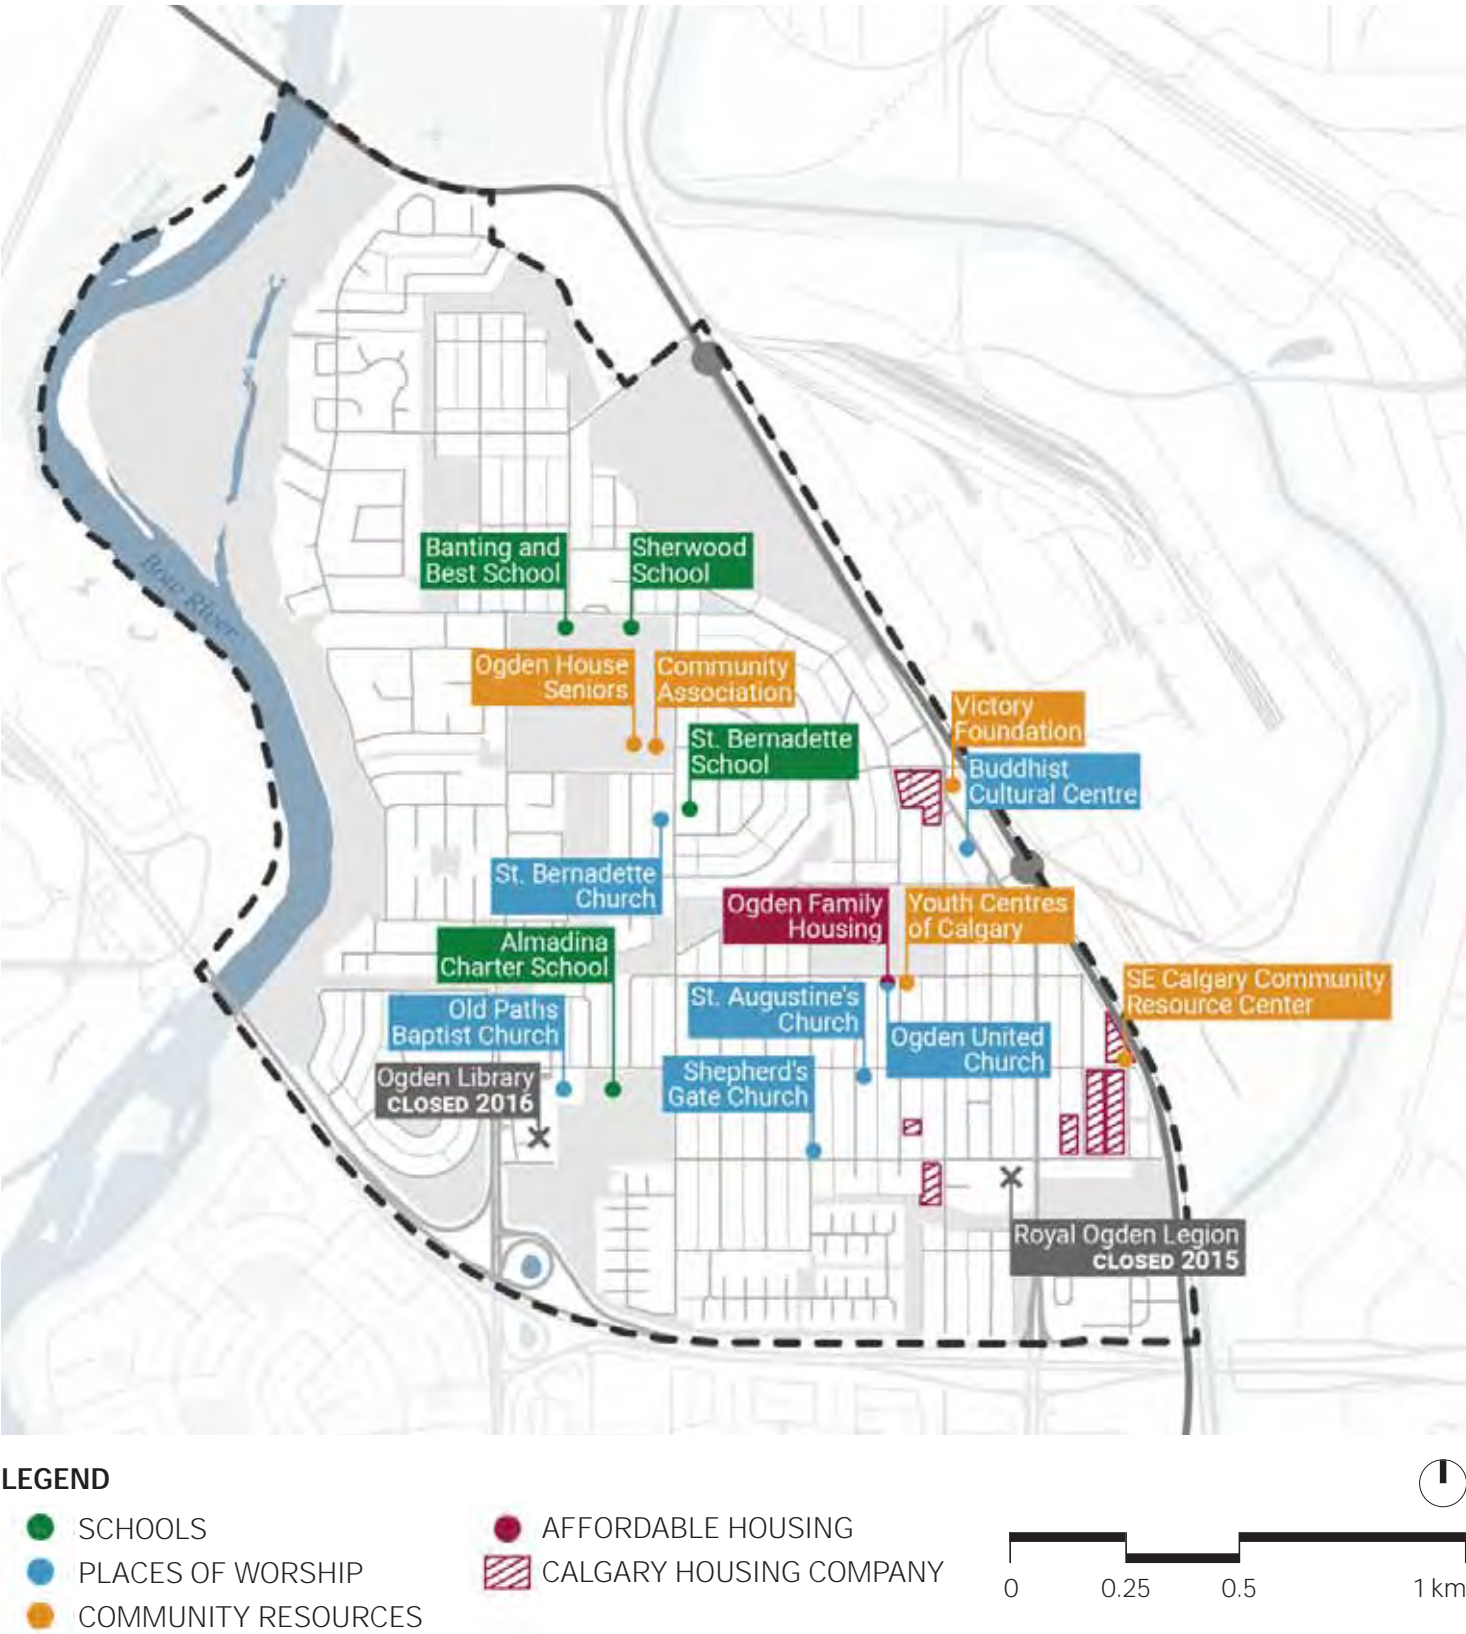 Bow River
Banting and
Best School
Sherwood
School
Ogden House
Seniors
Community
Association
St. Bernadette
School
Victory
Foundation
Buddhist
Cultural Centre
St. Bernadette
Church
Ogden Family
Housing
Youth Centres
of Calgary
Almadina
Charter School
SE Calgary Community
Resource Center
St. Augustine's
Church
Old Paths
Baptist Church
Ogden United
Church
Shepherd's
Gate Church
Ogden Library
CLOSED 2016
Royal Ogden Legion
CLOSED 2015
LEGEND
SCHOOLS
PLACES OF WORSHIP
COMMUNITY RESOURCES
AFFORDABLE HOUSING
CALGARY HOUSING COMPANY
0 0.25 0.5 1 km